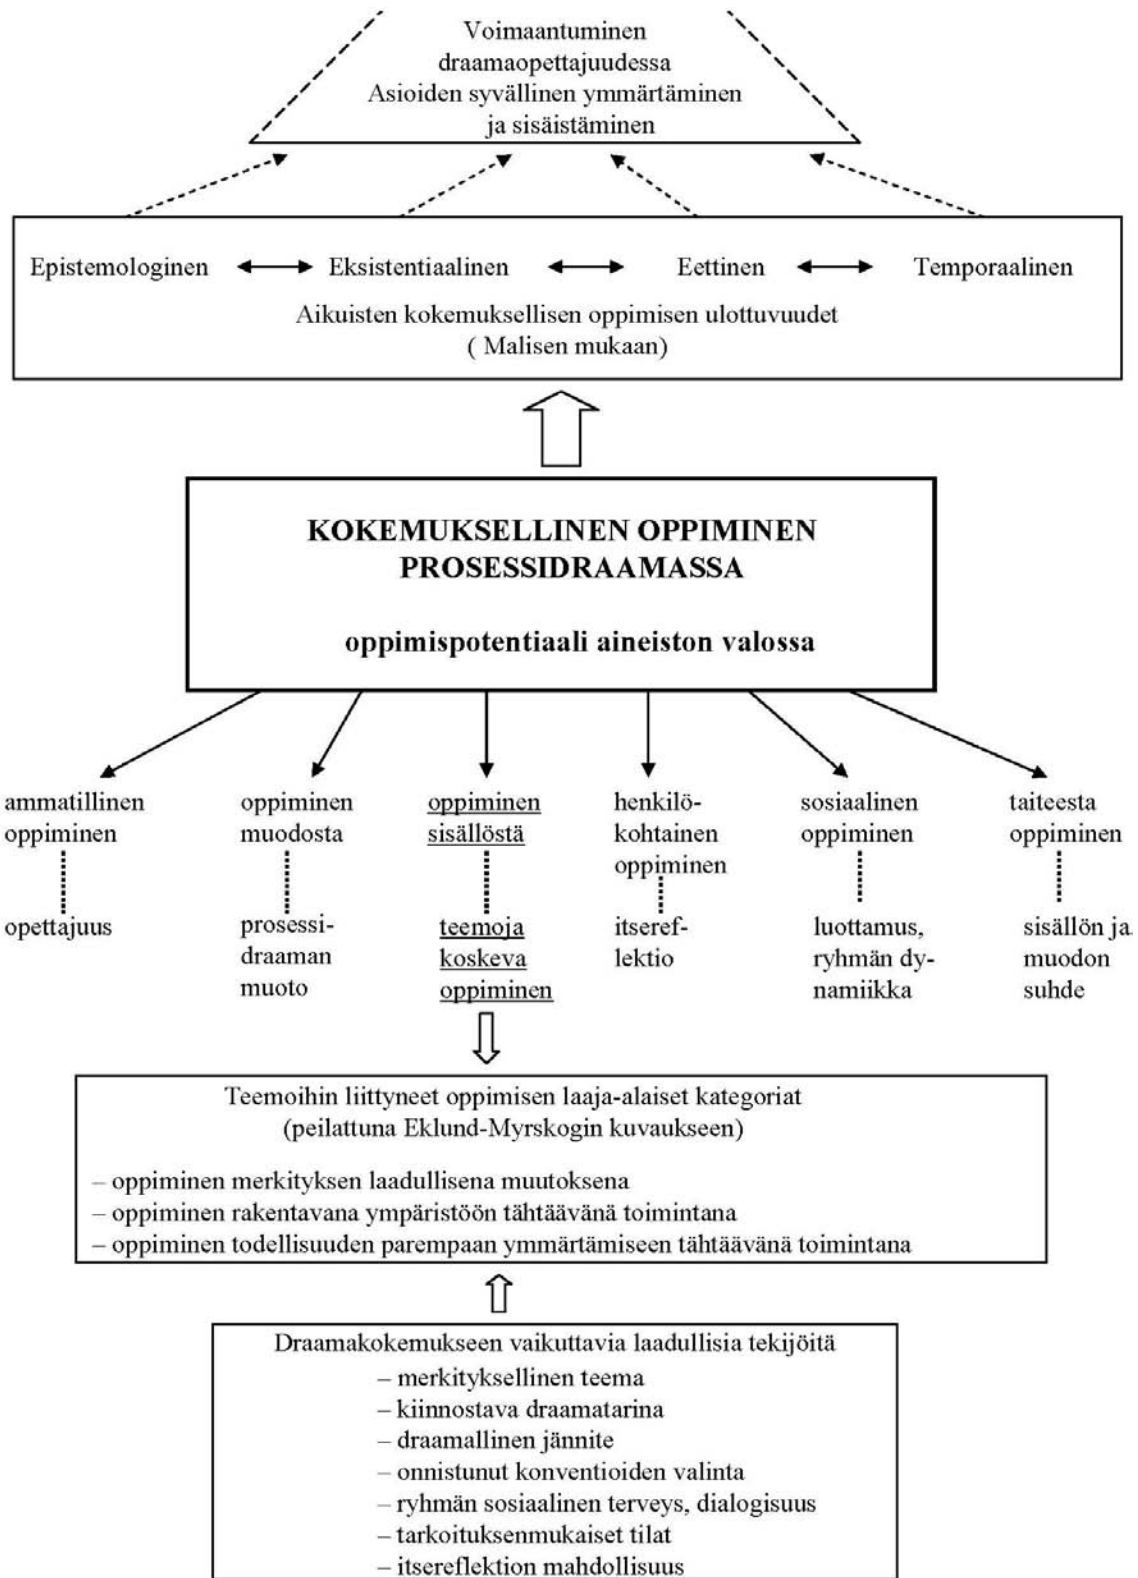 Voimaantuminen
draamaopettajuudessa
Asioiden syvällinen ymmärtäminen
ja sisäistäminen
Epistemologinen Eksistentiaalinen Eettinen Temporaalinen
Aikuisten kokemuksellisen oppimisen ulottuvuudet
( Malisen mukaan)
KOKEMUKSELLINEN OPPIMINEN
PROSESSIDRAAMASSA
oppimispotentiaali aineiston valossa
ammatillinen
oppiminen
opettajuus
oppiminen
muodosta
prosessi-
draaman
muoto
oppiminen
sisällöstä
teemoja
koskeva
oppiminen
henkilö-
kohtainen
oppiminen
itseref-
lektio
sosiaalinen
oppiminen
luottamus,
ryhmän dy-
namiikka
taiteesta
oppiminen
sisällön ja
muodon
suhde
Teemoihin liittyneet oppimisen laaja-alaiset kategoriat
(peilattuna Eklund-Myrskogin kuvaukseen)
– oppiminen merkityksen laadullisena muutoksena
– oppiminen rakentavana ympäristöön tähtäävänä toimintana
– oppiminen todellisuuden parempaan ymmärtämiseen tähtäävänä toimintana
Draamakokemukseen vaikuttavia laadullisia tekijöitä
– merkityksellinen teema
– kiinnostava draamatarina
– draamallinen jännite
– onnistunut konventioiden valinta
– ryhmän sosiaalinen terveys, dialogisuus
– tarkoituksenmukaiset tilat
– itsereflektion mahdollisuus